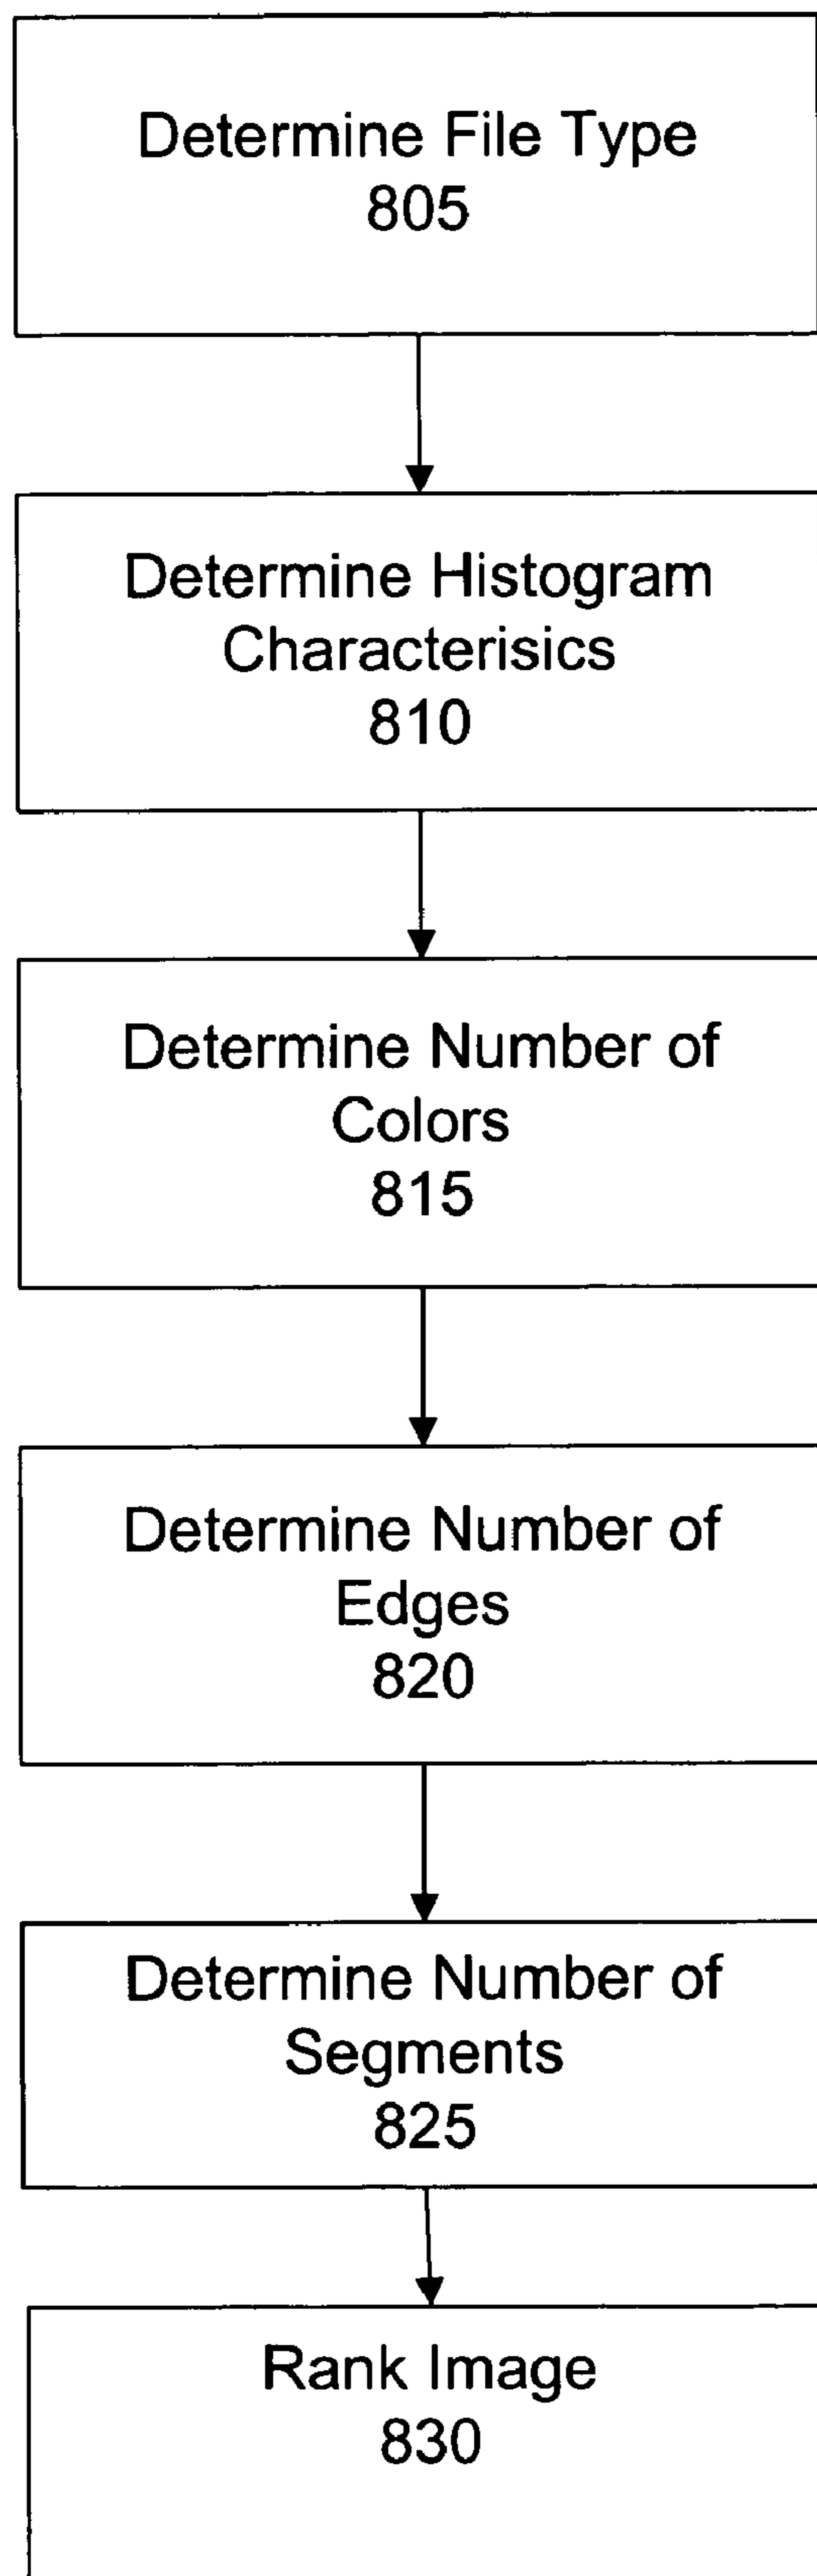 Determine File Type
805
Determine Histogram
Characterisics
810
Determine Number of
Colors
815
Determine Number of
Edges
820
Determine Number of
Segments
825
Rank Image
830